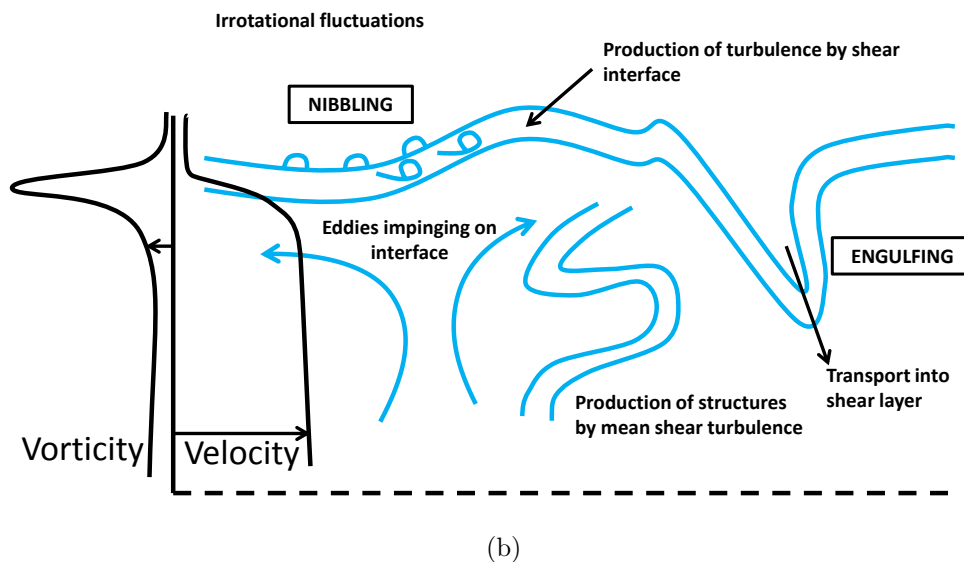 Irrotational fluctuations
Production of turbulence by shear
interface
NIBBLING
Eddies impinging on
interface
ENGULFING
Transport into
shear layer
Production of structures
by mean shear turbulence
Vorticity
Velocity
(b)